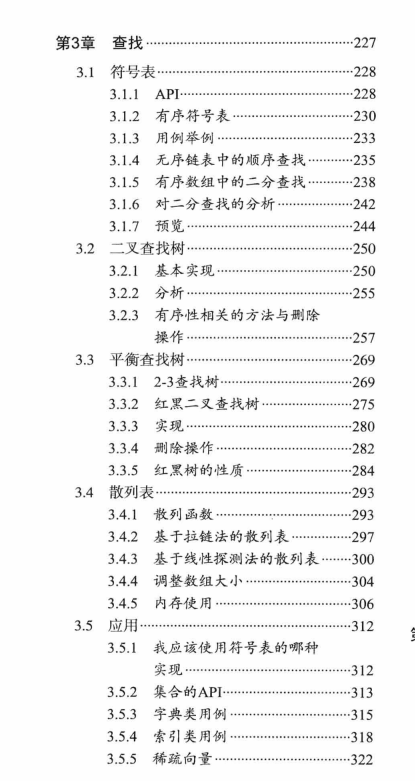 第3章 查找……227
3.1 符号表……228
3.1.1 API……228
3.1.2 有序符号表……230
3.1.3 用例举例……233
3.1.4 无序链表中的顺序查找……235
3.1.5 有序数组中的二分查找……238
3.1.6 对二分查找的分析……242
3.1.7 预览……244
3.2 二叉查找树……250
3.2.1 基本实现……250
3.2.2 分析……255
3.2.3 有序性相关的方法与删除
操作……257
3.3 平衡查找树……269
3.3.1 2-3查找树……269
3.3.2 红黑二叉查找树……275
3.3.3 实现……280
3.3.4 删除操作……282
3.3.5 红黑树的性质……284
3.4 散列表……293
3.4.1 散列函数……293
3.4.2 基于拉链法的散列表……297
3.4.3 基于线性探测法的散列表……300
3.4.4 调整数组大小……304
3.4.5 内存使用……306
3.5 应用……312
3.5.1 我应该使用符号表的哪种
实现……312
3.5.2 集合的API……313
3.5.3 字典类用例……315
3.5.4 索引类用例……318
3.5.5 稀疏向量……322